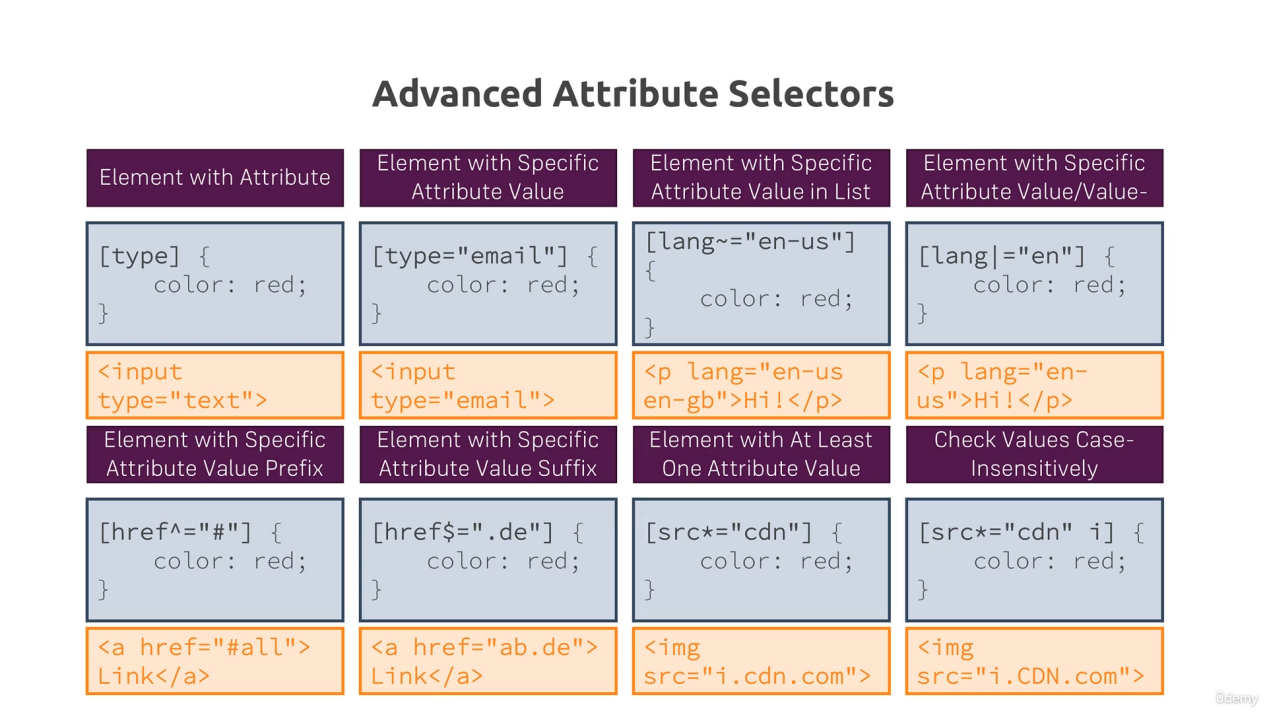 Advanced Attribute Selectors
Element with Attribute
[type] {
color: red;
}
<input
type="text">
Element with Specific
Attribute Value
[type="email"] {
color: red;
}
<input
type="email">
Element with Specific
Attribute Value in List
[lang~="en-us"]
{
color: red;
}
<p lang="en-us
en-gb">Hi!</p>
Element with Specific
Attribute Value/Value-
[lang|="en"] {
color: red;
}
<p lang="en-
us">Hi!</p>
Element with Specific
Attribute Value Prefix
[href^="#"] {
color: red;
}
<a href="#all">
Link</a>
Element with Specific
Attribute Value Suffix
[href$=".de"] {
color: red;
}
<a href="ab.de">
Link</a>
Element with At Least
One Attribute Value
[src*="cdn"] {
color: red;
}
<img
src="i.cdn.com">
Check Values Case-
Insensitively
[src*="cdn" i] {
color: red;
}
<img
src="i.CDN.com">
ûdemy